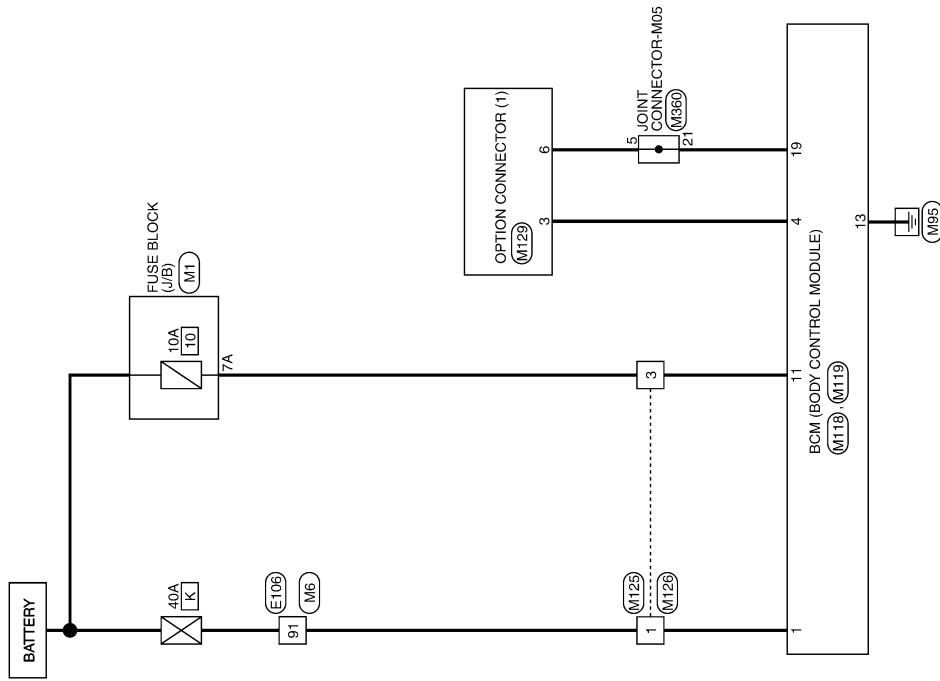 BATTERY
40A
K
E106
M6
91
M125
M126
1
1
FUSE BLOCK
(J/B)
M1
10A
10
7A
3
11
OPTION CONNECTOR (1)
M129
3
6
4
JOINT
CONNECTOR-M05
M360
5
21
19
BCM (BODY CONTROL MODULE)
M118 , M119
13
M95